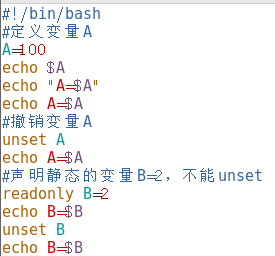 #!/bin/bash
#定义变量A
A=100
echo $A
echo "A=$A"
echo A=$A
#撤销变量A
unset A
echo A=$A
#声明静态的变量B=2，不能unset
readonly B=2
echo B=$B
unset B
echo B=$B